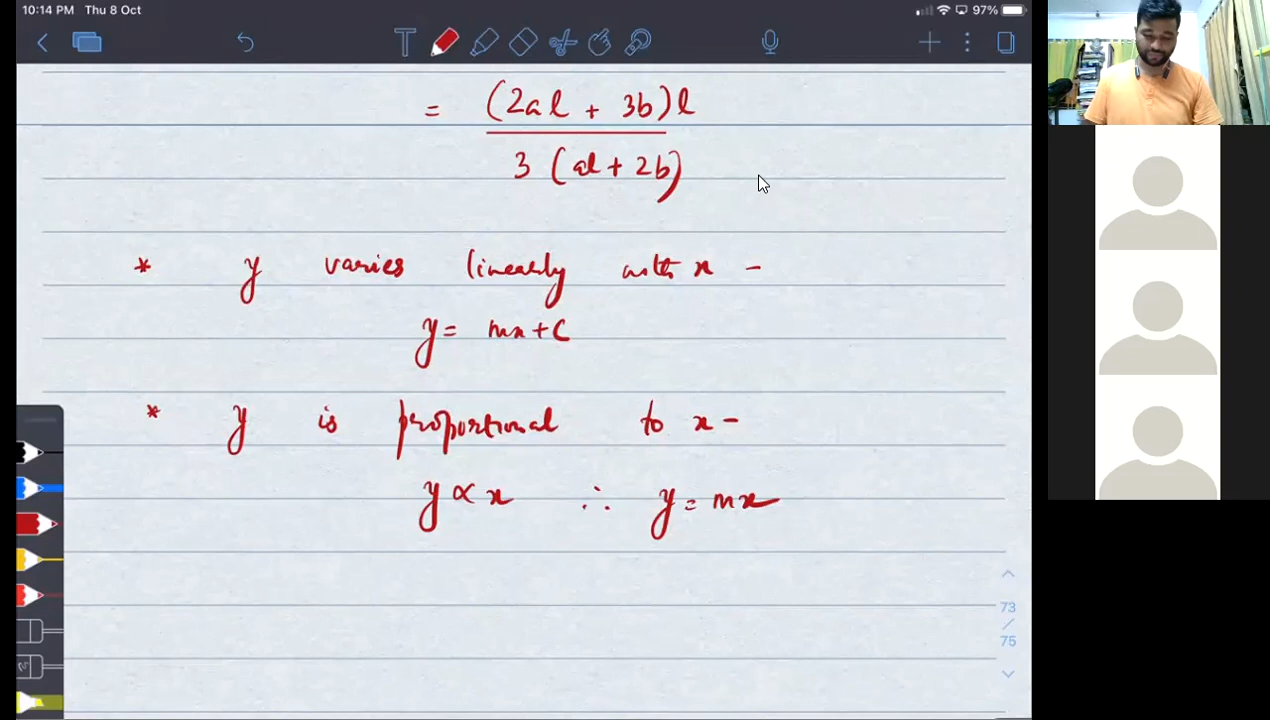 10:14 PM Thu 8 Oct 97%
T
= (2al + 3b)l
3 (al + 2b)
* y varies linearly with x -
y = mx + C
* y is proportional to x -
y ∝ x ∴ y = mx
73
/
75